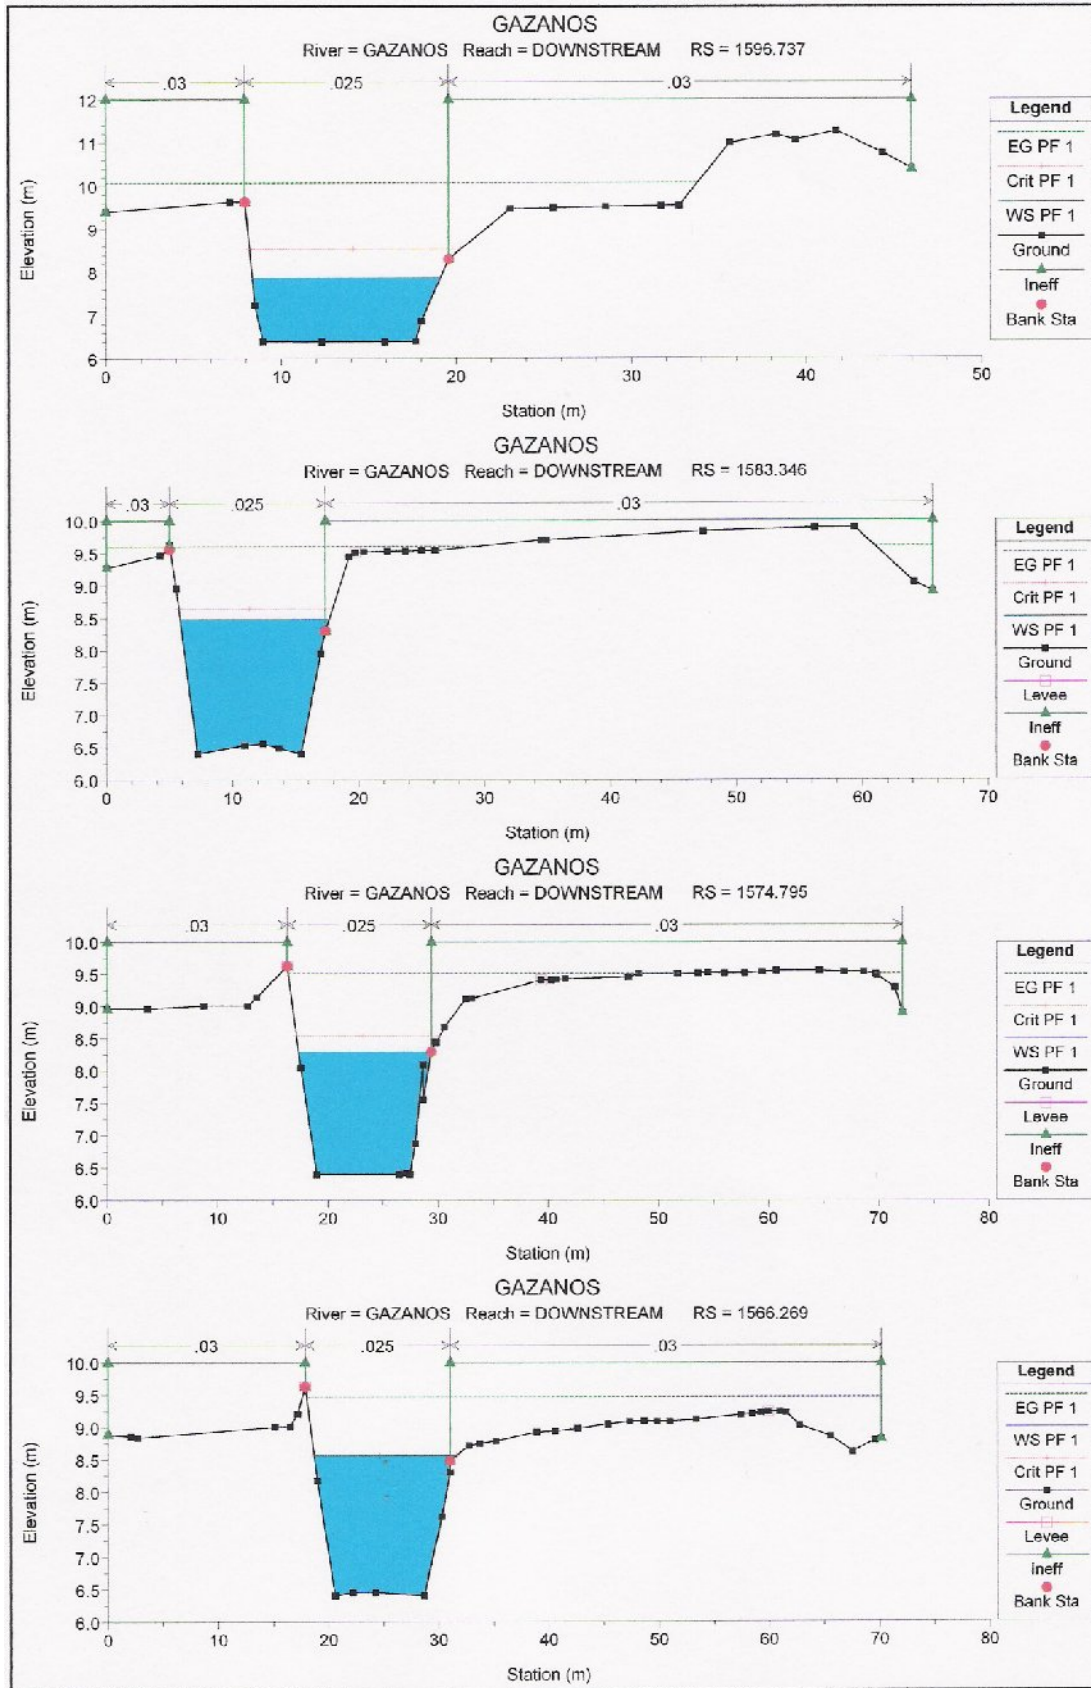 GAZANOS
River = GAZANOS Reach = DOWNSTREAM RS = 1596.737
.03 .025 .03
12
11
10
9
8
7
6
Elevation (m)
0 10 20 30 40 50
Station (m)
Legend
EG PF 1
Crit PF 1
WS PF 1
Ground
Ineff
Bank Sta
GAZANOS
River = GAZANOS Reach = DOWNSTREAM RS = 1583.346
.03 .025 .03
10.0
9.5
9.0
8.5
8.0
7.5
7.0
6.5
6.0
Elevation (m)
0 10 20 30 40 50 60 70
Station (m)
Legend
EG PF 1
Crit PF 1
WS PF 1
Ground
Levee
Ineff
Bank Sta
GAZANOS
River = GAZANOS Reach = DOWNSTREAM RS = 1574.795
.03 .025 .03
10.0
9.5
9.0
8.5
8.0
7.5
7.0
6.5
6.0
Elevation (m)
0 10 20 30 40 50 60 70 80
Station (m)
Legend
EG PF 1
Crit PF 1
WS PF 1
Ground
Levee
Ineff
Bank Sta
GAZANOS
River = GAZANOS Reach = DOWNSTREAM RS = 1566.269
.03 .025 .03
10.0
9.5
9.0
8.5
8.0
7.5
7.0
6.5
6.0
Elevation (m)
0 10 20 30 40 50 60 70 80
Station (m)
Legend
EG PF 1
WS PF 1
Crit PF 1
Ground
Levee
Ineff
Bank Sta